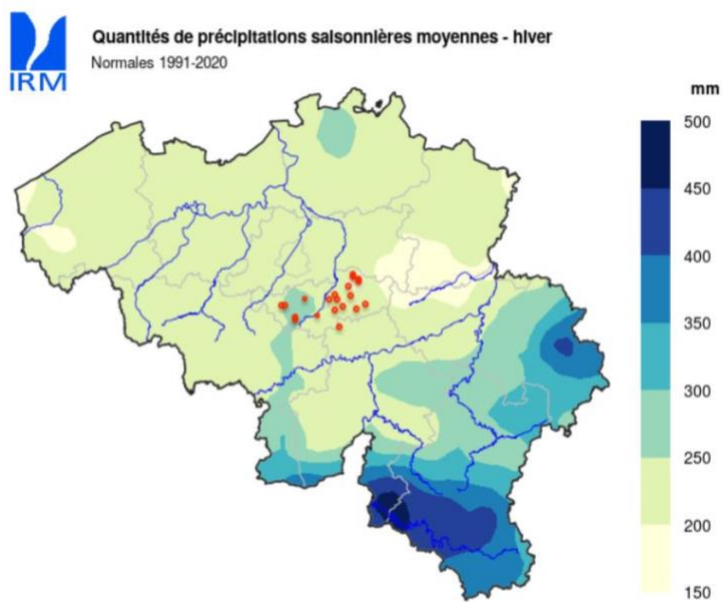 Quantités de précipitations saisonnières moyennes - hiver
Normales 1991-2020
IRM
mm
500
450
400
350
300
250
200
150